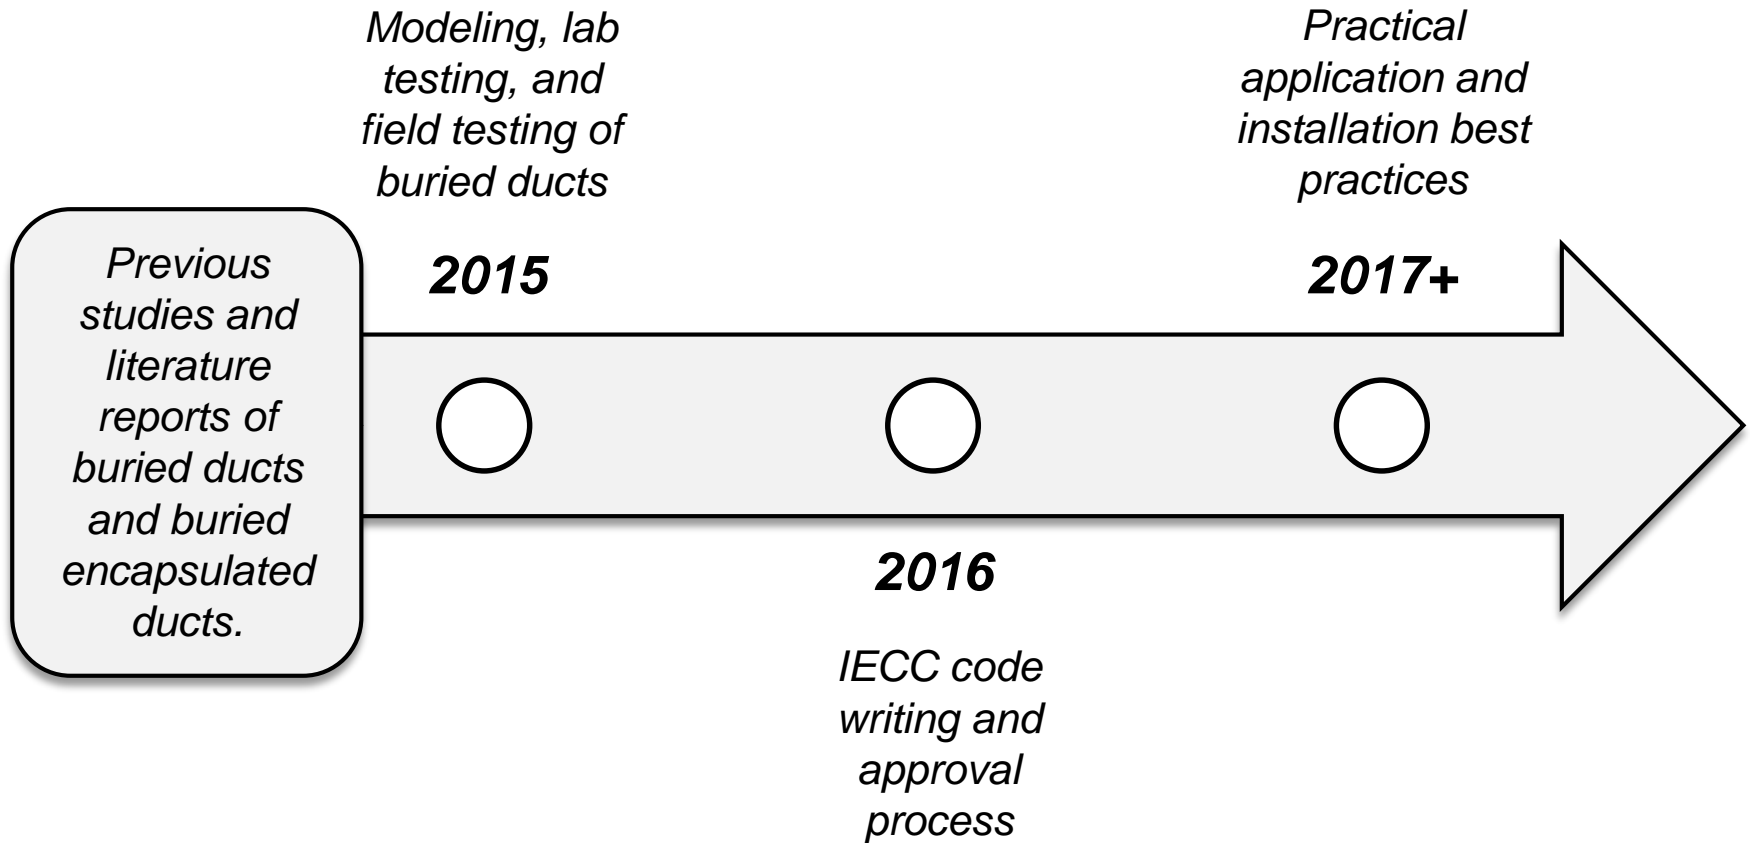 Previous
studies and
literature
reports of
buried ducts
and buried
encapsulated
ducts.
Modeling, lab
testing, and
field testing of
buried ducts
2015
2016
IECC code
writing and
approval
process
Practical
application and
installation best
practices
2017+